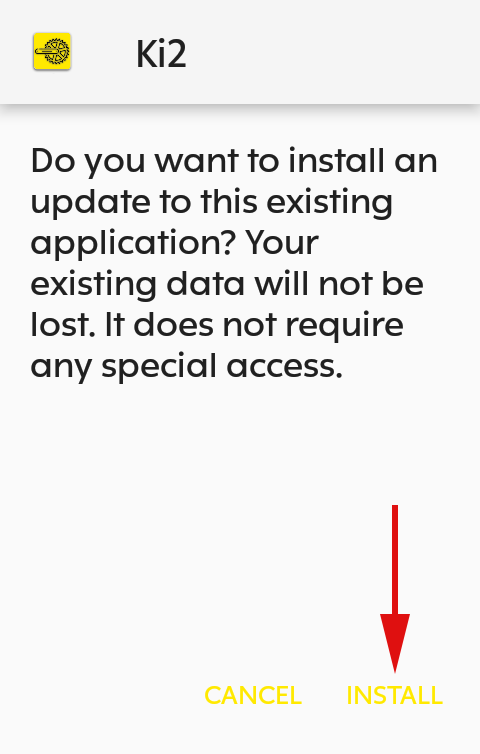 Ki2
Do you want to install an
update to this existing
application? Your
existing data will not be
lost. It does not require
any special access.
CANCEL INSTALL